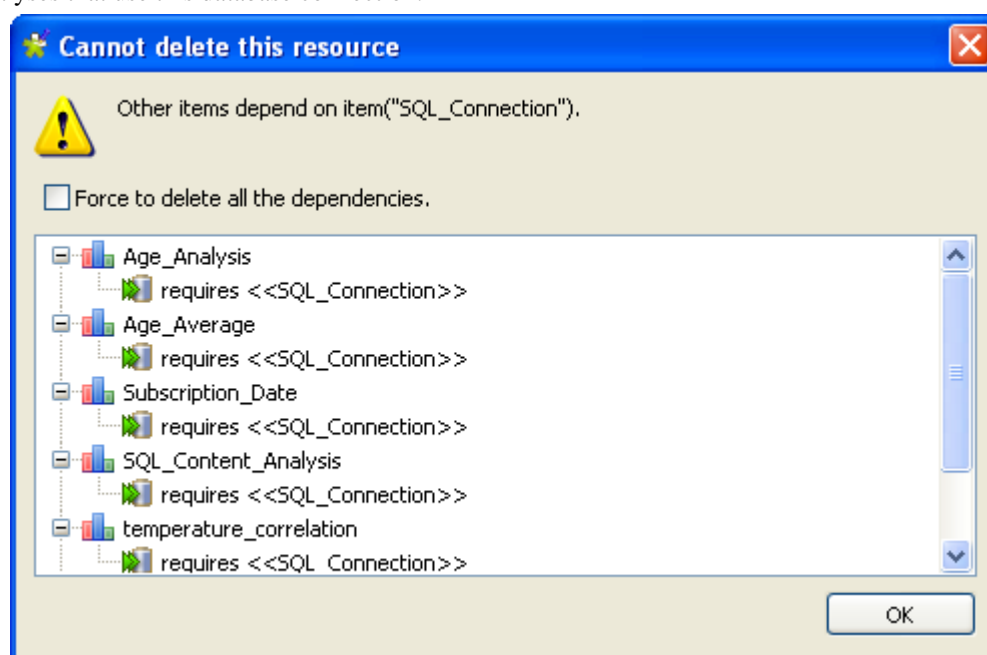 Cannot delete this resource
Other items depend on item("SQL_Connection").
Force to delete all the dependencies.
Age_Analysis
requires <<SQL_Connection>>
Age_Average
requires <<SQL_Connection>>
Subscription_Date
requires <<SQL_Connection>>
SQL_Content_Analysis
requires <<SQL_Connection>>
temperature_correlation
requires <<SQL_Connection>>
OK